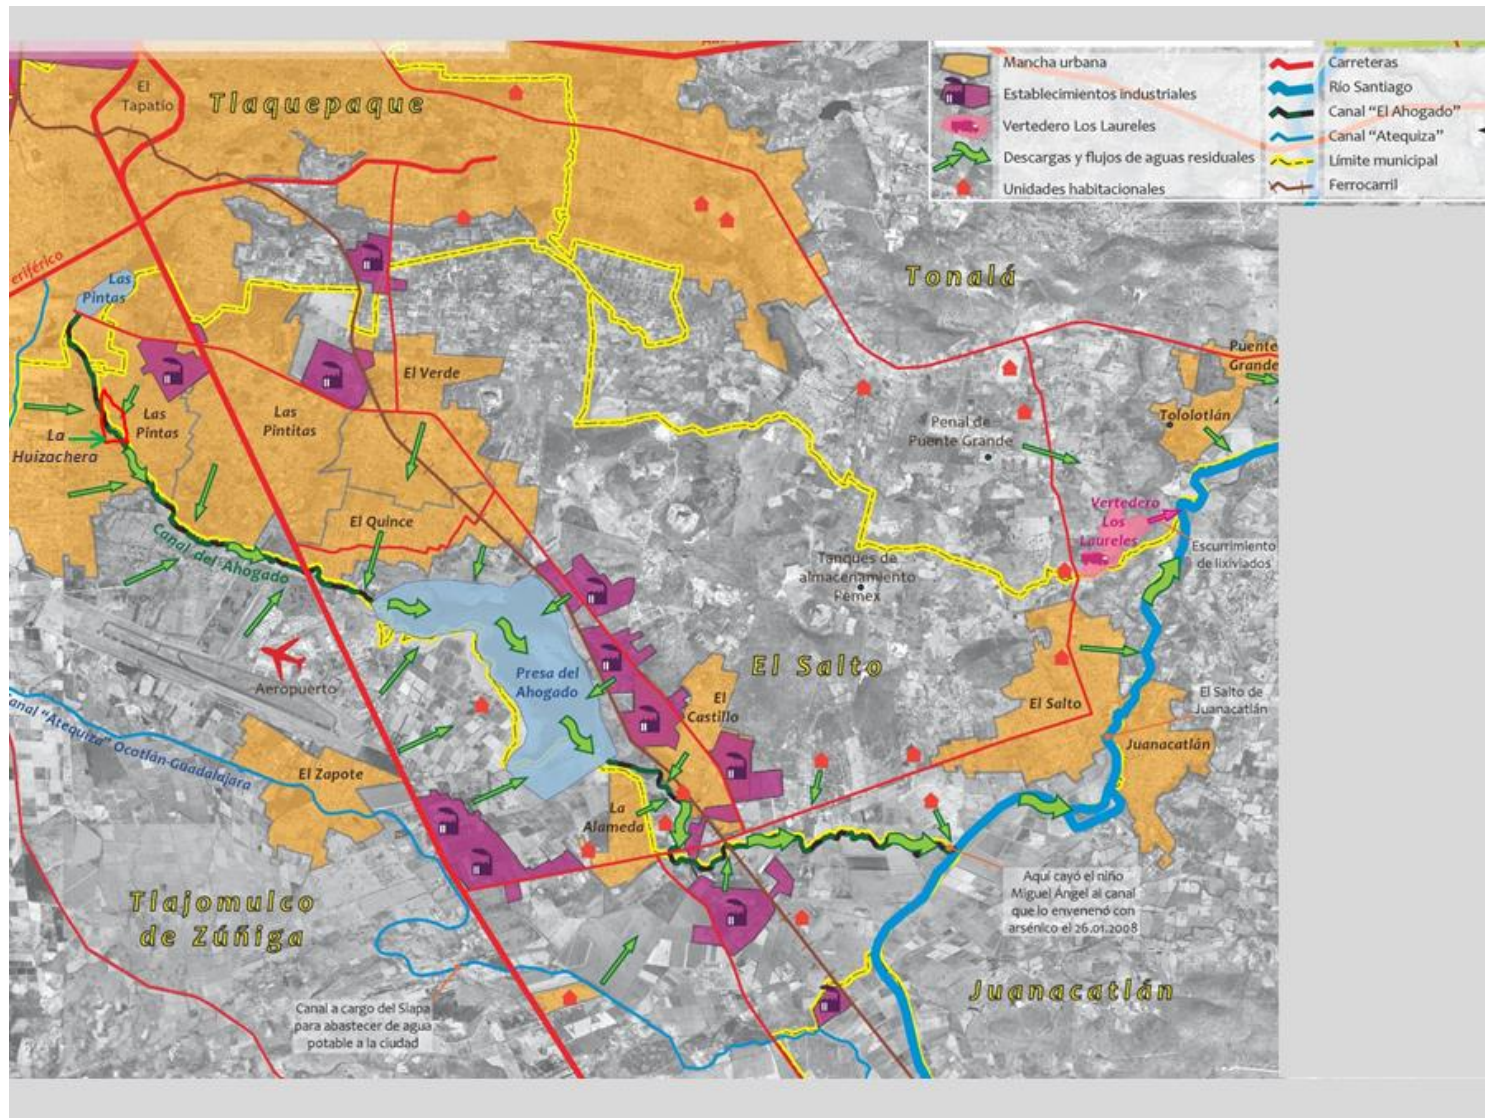 El
Tapatío
Tlaquepaque
Mancha urbana
Establecimientos industriales
Vertedero Los Laureles
Descargas y flujos de aguas residuales
Unidades habitacionales
Carreteras
Río Santiago
Canal "El Ahogado"
Canal "Atequiza"
Límite municipal
Ferrocarril
eriférico
Las
Pintas
Tonalá
El Verde
Puente
Grande
Las
Pintas
Las
Pintitas
La
Huizachera
Penal de
Puente Grande
Tololotlán
Vertedero
Los
Laureles
El Quince
Canal del Ahogado
Escurrimiento
de lixiviados
Tanques de
almacenamiento
Pemex
El Salto
Presa del
Ahogado
Aeropuerto
El
Castillo
El Salto
El Salto de
Juanacatlán
Juanacatlán
anal "Atequiza" Ocotlán-Guadalajara
El Zapote
La
Alameda
Aquí cayó el niño
Miguel Ángel al canal
que lo envenenó con
arsénico el 26.01.2008
Tlajomulco
de Zúñiga
Juanacatlán
Canal a cargo del Siapa
para abastecer de agua
potable a la ciudad